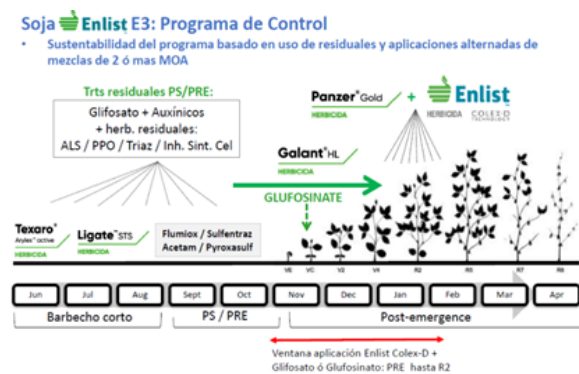 Soja Enlist E3: Programa de Control
• Sustentabilidad del programa basado en uso de residuales y aplicaciones alternadas de
mezclas de 2 ó mas MOA
Trts residuales PS/PRE:
Glifosato + Auxínicos
+ herb. residuales:
ALS / PPO / Triaz / Inh. Sint. Cel
Panzer Gold
HERBICIDA
+
Enlist
HERBICIDA
COLEX-D
TECHNOLOGY
Galant HL
HERBICIDA
GLUFOSINATE
Texaro
Arylex active
HERBICIDA
Ligate STS
HERBICIDA
Flumiox / Sulfentraz
Acetam / Pyroxasulf
VE VC V2 V4 R2 R5 R7 R8
Jun Jul Aug Sept Oct Nov Dec Jan Feb Mar Apr
Barbecho corto PS / PRE Post-emergence
Ventana aplicación Enlist Colex-D +
Glifosato ó Glufosinato: PRE hasta R2